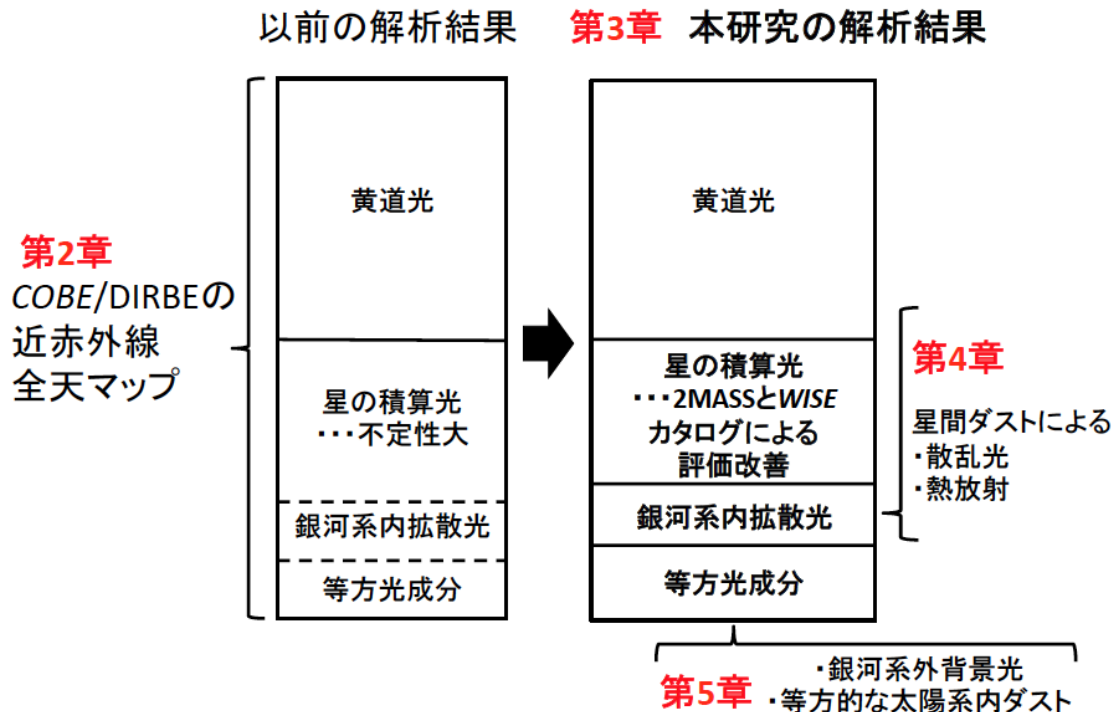 以前の解析結果
第3章 本研究の解析結果
第2章
COBE/DIRBEの
近赤外線
全天マップ
黄道光
星の積算光
・・・不定性大
銀河系内拡散光
等方光成分
黄道光
星の積算光
・・・2MASSとWISE
カタログによる
評価改善
銀河系内拡散光
等方光成分
第4章
星間ダストによる
・散乱光
・熱放射
第5章
・銀河系外背景光
・等方的な太陽系内ダスト